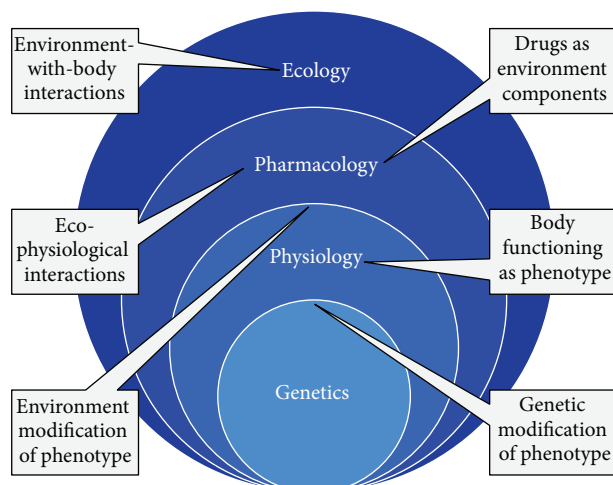 Environment-
with-body
interactions
Ecology
Drugs as
environment
components
Pharmacology
Eco-
physiological
interactions
Physiology
Body
functioning
as phenotype
Environment
modification
of phenotype
Genetics
Genetic
modification
of phenotype